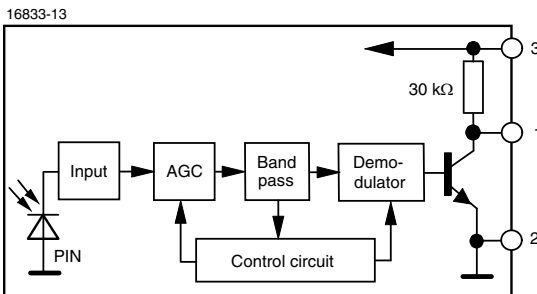 16833-13
3
30 kΩ
1
Input
AGC
Band
pass
Demo-
dulator
2
PIN
Control circuit